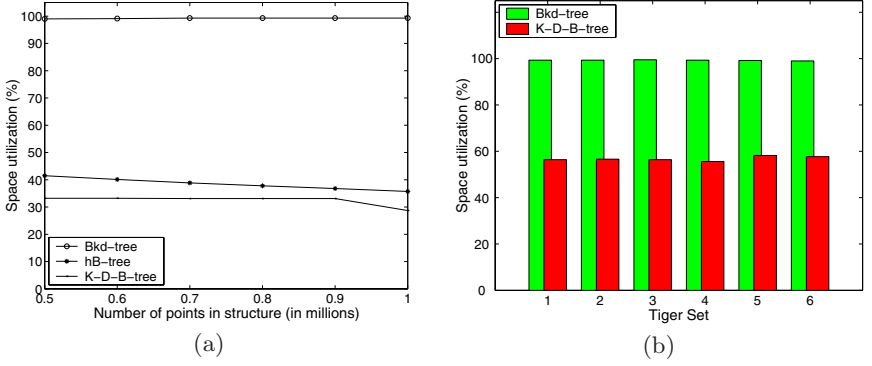 100
90
80
70
60
50
40
30
20
10
0
Space utilization (%)
Bkd−tree
hB−tree
K−D−B−tree
0.5 0.6 0.7 0.8 0.9 1
Number of points in structure (in millions)
(a)
Bkd−tree
K−D−B−tree
100
80
60
40
20
0
Space utilization (%)
1 2 3 4 5 6
Tiger Set
(b)